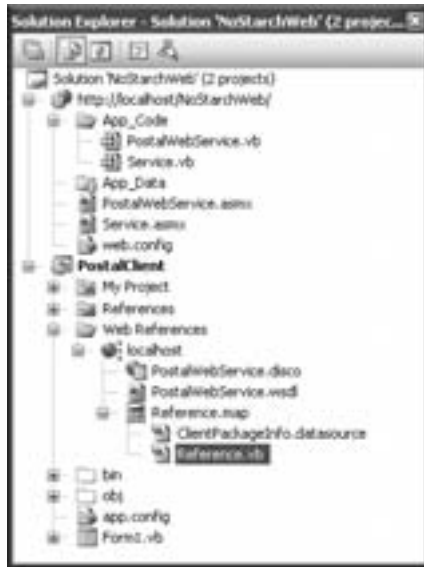 Solution Explorer - Solution 'NoStarchWeb' (2 projec...
Solution 'NoStarchWeb' (2 projects)
http://localhost/NoStarchWeb/
App_Code
PostalWebService.vb
Service.vb
App_Data
PostalWebService.asmx
Service.asmx
web.config
PostalClient
My Project
References
Web References
localhost
PostalWebService.disco
PostalWebService.wsdl
Reference.map
ClientPackageInfo.datasource
Reference.vb
bin
obj
app.config
Form1.vb